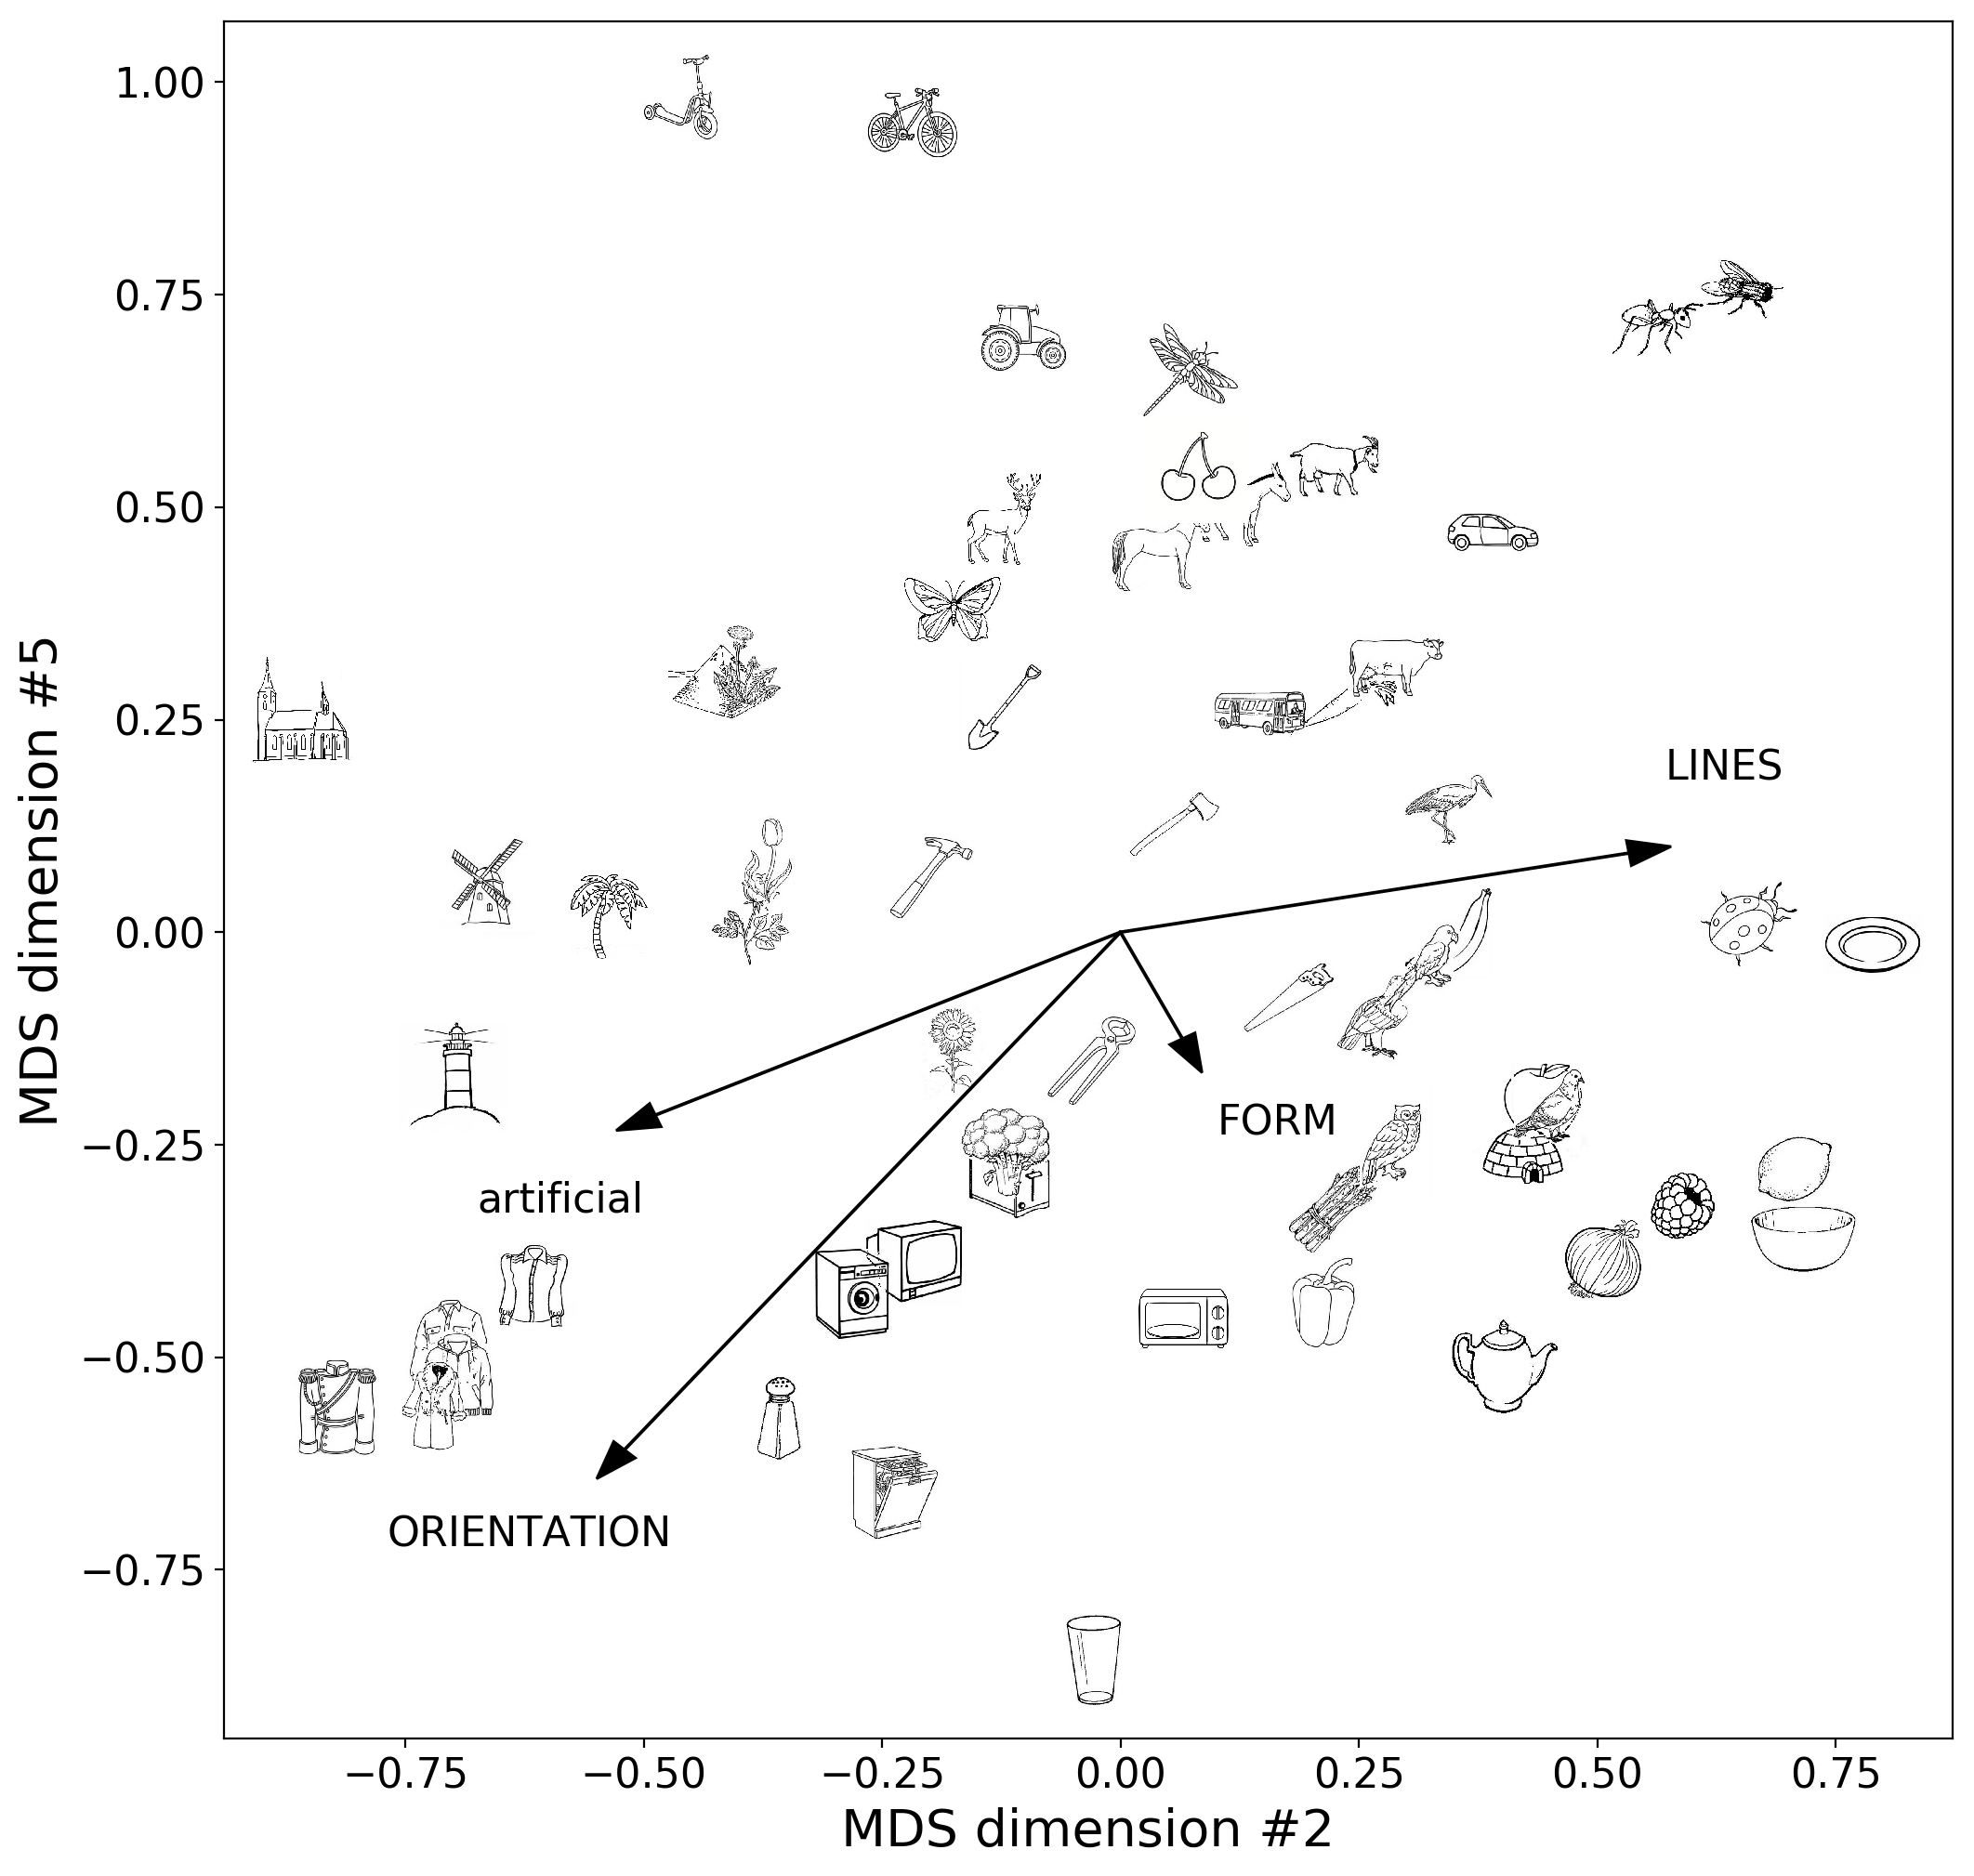 1.00
0.75
0.50
0.25
0.00
−0.25
−0.50
−0.75
MDS dimension #5
LINES
FORM
artificial
ORIENTATION
−0.75 −0.50 −0.25 0.00 0.25 0.50 0.75
MDS dimension #2